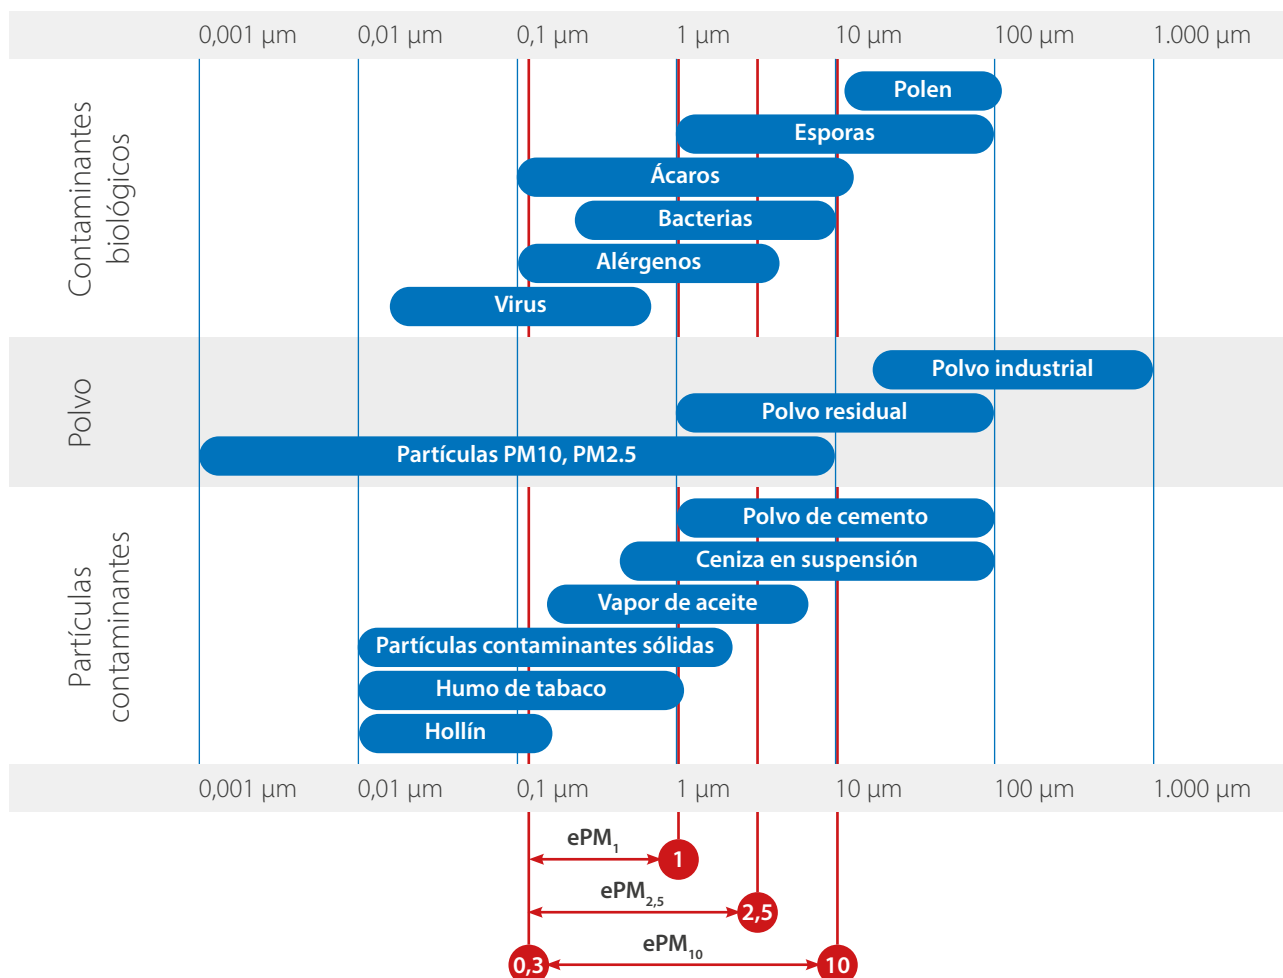 0,001 µm 0,01 µm 0,1 µm 1 µm 10 µm 100 µm 1.000 µm
Contaminantes
biológicos
Polen
Esporas
Ácaros
Bacterias
Alérgenos
Virus
Polvo
Polvo industrial
Polvo residual
Partículas PM10, PM2.5
Partículas
contaminantes
Polvo de cemento
Ceniza en suspensión
Vapor de aceite
Partículas contaminantes sólidas
Humo de tabaco
Hollín
0,001 µm 0,01 µm 0,1 µm 1 µm 10 µm 100 µm 1.000 µm
ePM1
1
ePM2,5
2,5
ePM10
0,3 10